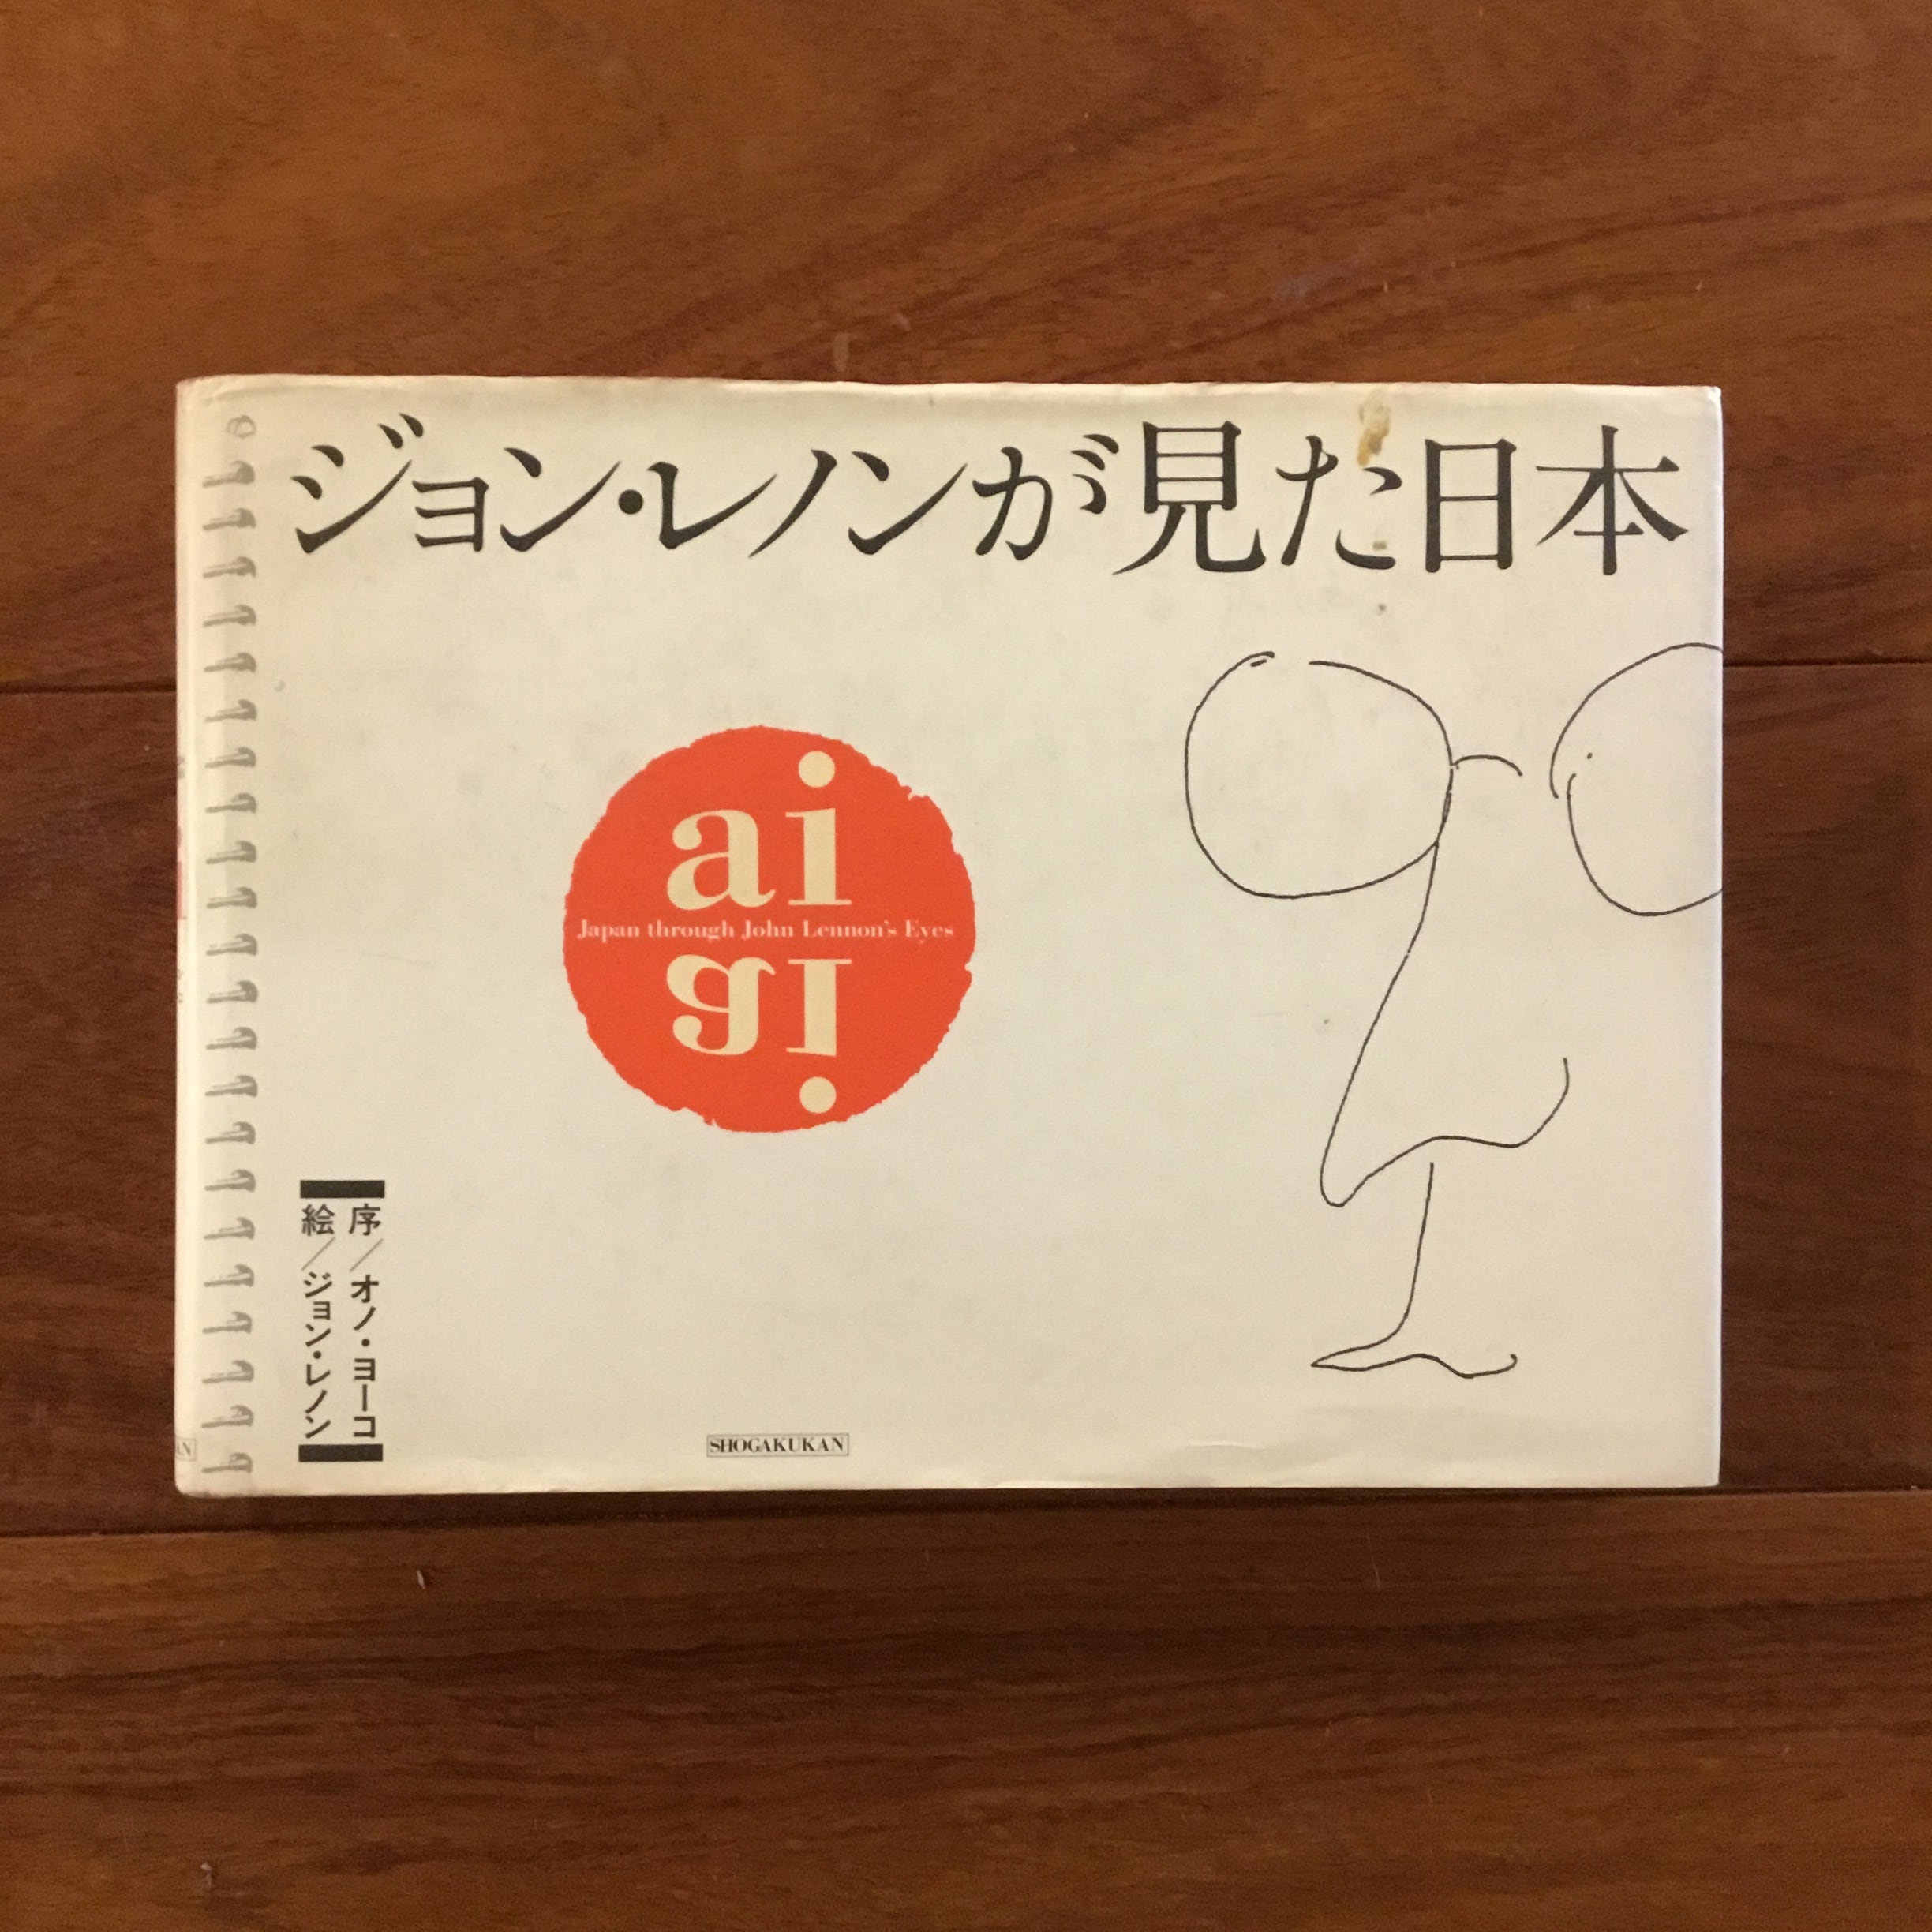 ジョン・レノンが見た日本
ai
Japan through John Lennon's Eyes
ai
序／オノ・ヨーコ
絵／ジョン・レノン
SHOGAKUKAN